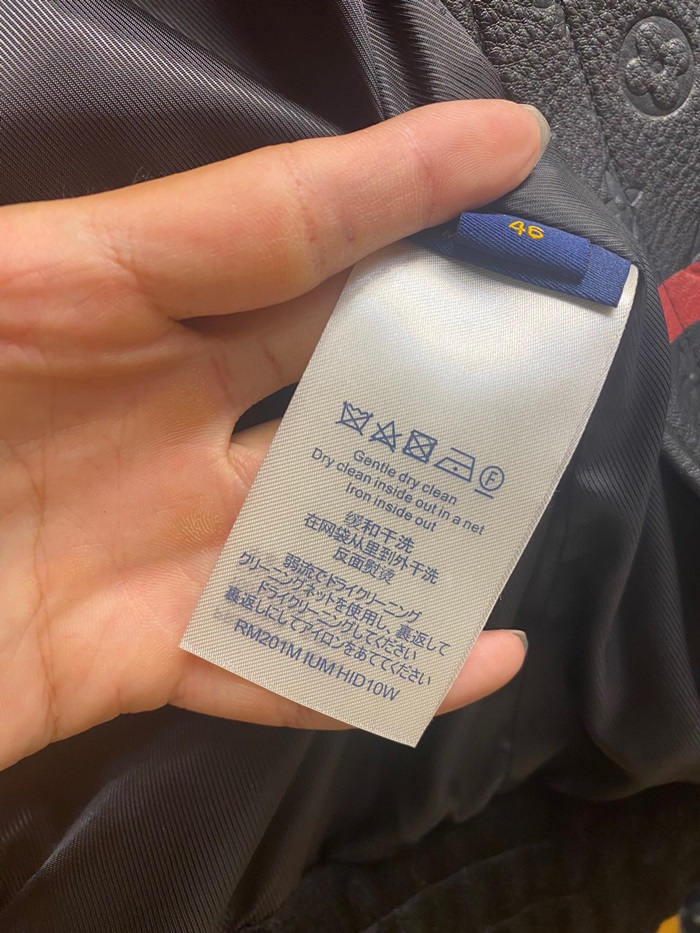 46
F
Gentle dry clean
Dry clean inside out in a net
Iron inside out
缓和干洗
在网袋从里到外干洗
反面熨烫
弱流でドライクリーニング
クリーニングネットを使用し、裏返して
ドライクリーニングしてください
裏返しにしてアイロンをあててください
RM201M IUM HID10W